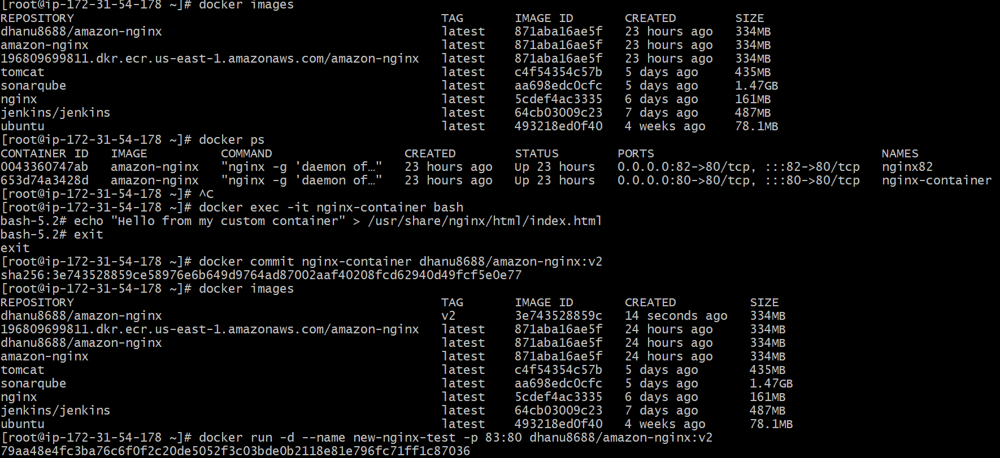 [root@ip-172-31-54-178 ~]# docker images
REPOSITORY TAG IMAGE ID CREATED SIZE
dhanu8688/amazon-nginx latest 871aba16ae5f 23 hours ago 334MB
amazon-nginx latest 871aba16ae5f 23 hours ago 334MB
196809699811.dkr.ecr.us-east-1.amazonaws.com/amazon-nginx latest 871aba16ae5f 23 hours ago 334MB
tomcat latest c4f54354c57b 5 days ago 435MB
sonarqube latest aa698edc0cfc 5 days ago 1.47GB
nginx latest 5cdef4ac3335 6 days ago 161MB
jenkins/jenkins latest 64cb03009c23 7 days ago 487MB
ubuntu latest 493218ed0f40 4 weeks ago 78.1MB
[root@ip-172-31-54-178 ~]# docker ps
CONTAINER ID IMAGE COMMAND CREATED STATUS PORTS NAMES
0043360747ab amazon-nginx "nginx -g 'daemon of…" 23 hours ago Up 23 hours 0.0.0.0:82->80/tcp, :::82->80/tcp nginx82
653d74a3428d amazon-nginx "nginx -g 'daemon of…" 23 hours ago Up 23 hours 0.0.0.0:80->80/tcp, :::80->80/tcp nginx-container
[root@ip-172-31-54-178 ~]# ^C
[root@ip-172-31-54-178 ~]# docker exec -it nginx-container bash
bash-5.2# echo "Hello from my custom container" > /usr/share/nginx/html/index.html
bash-5.2# exit
exit
[root@ip-172-31-54-178 ~]# docker commit nginx-container dhanu8688/amazon-nginx:v2
sha256:3e743528859ce58976e6b649d9764ad87002aaf40208fcd62940d49fcf5e0e77
[root@ip-172-31-54-178 ~]# docker images
REPOSITORY TAG IMAGE ID CREATED SIZE
dhanu8688/amazon-nginx v2 3e743528859c 14 seconds ago 334MB
196809699811.dkr.ecr.us-east-1.amazonaws.com/amazon-nginx latest 871aba16ae5f 24 hours ago 334MB
dhanu8688/amazon-nginx latest 871aba16ae5f 24 hours ago 334MB
amazon-nginx latest 871aba16ae5f 24 hours ago 334MB
tomcat latest c4f54354c57b 5 days ago 435MB
sonarqube latest aa698edc0cfc 5 days ago 1.47GB
nginx latest 5cdef4ac3335 6 days ago 161MB
jenkins/jenkins latest 64cb03009c23 7 days ago 487MB
ubuntu latest 493218ed0f40 4 weeks ago 78.1MB
[root@ip-172-31-54-178 ~]# docker run -d --name new-nginx-test -p 83:80 dhanu8688/amazon-nginx:v2
79aa48e4fc3ba76c6f0f2c20de5052f3c03bde0b2118e81e796fc71ff1c87036